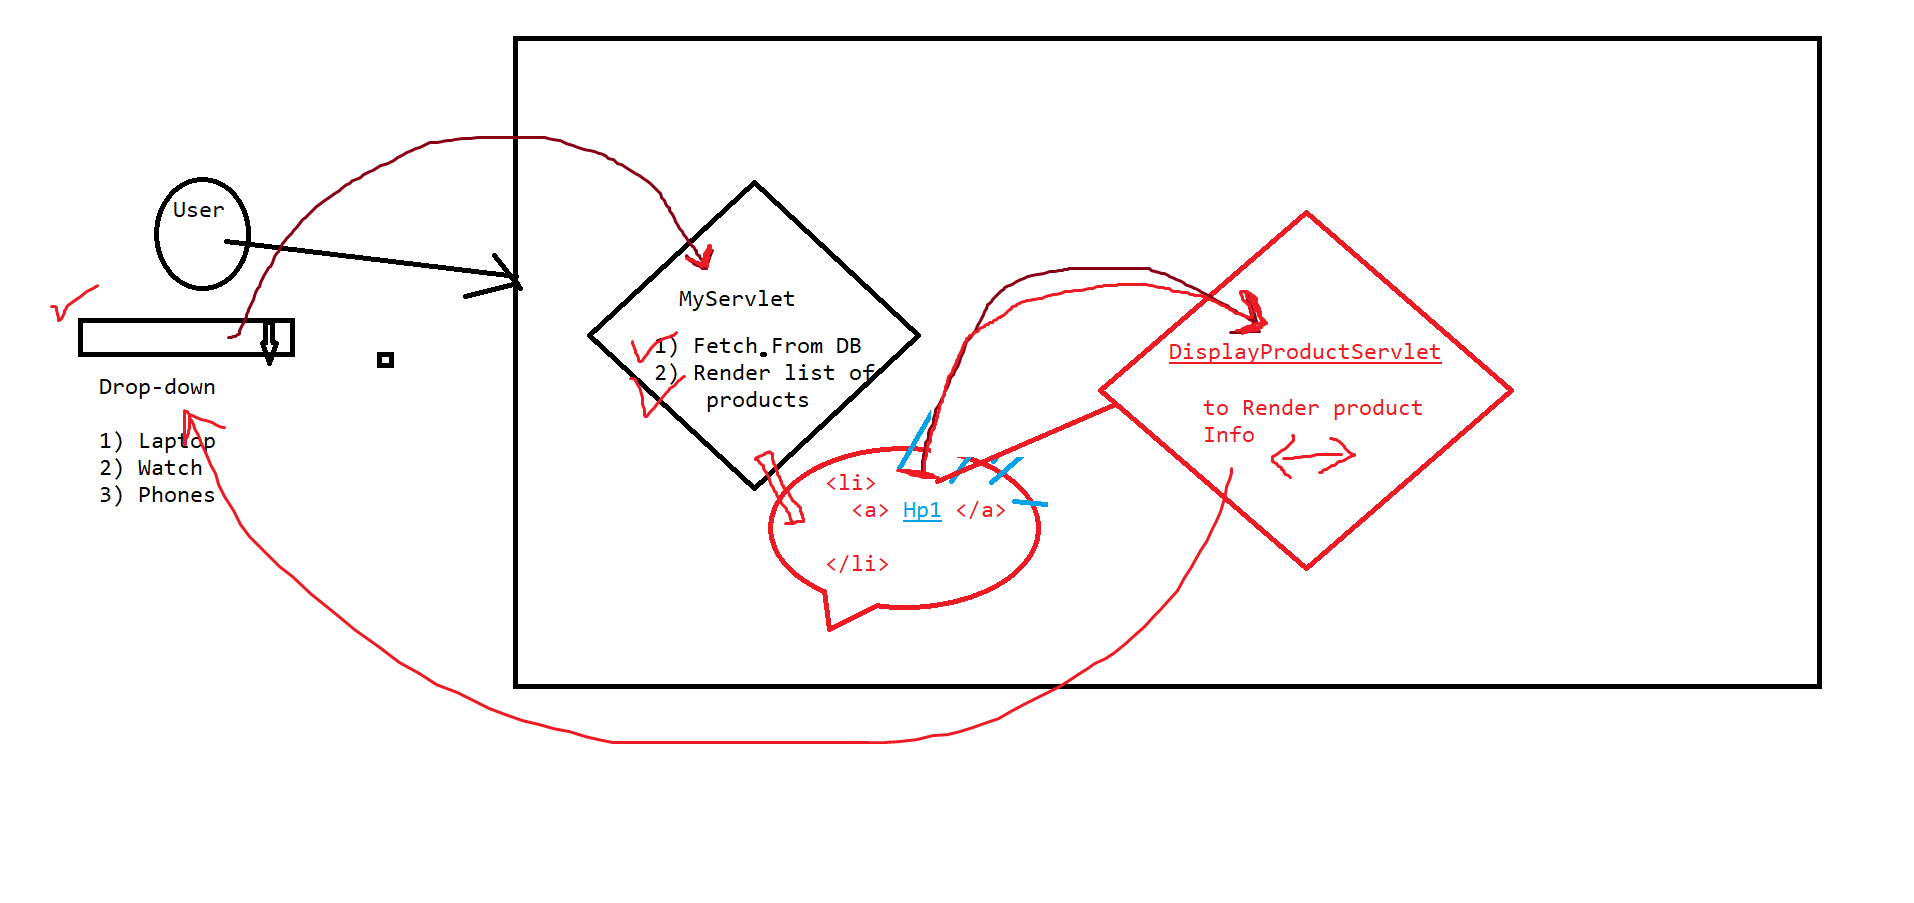 User
Drop-down
1) Laptop
2) Watch
3) Phones
MyServlet
1) Fetch From DB
2) Render list of
products
<li>
<a> Hp1 </a>
</li>
DisplayProductServlet
to Render product
Info